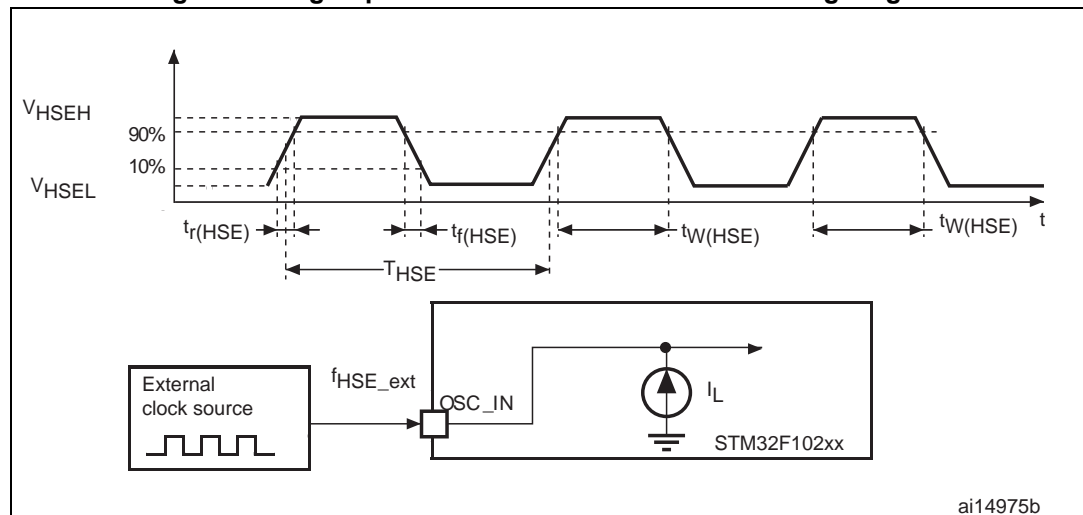 VHSEH
90%
10%
VHSEL
tr(HSE)
tf(HSE)
tW(HSE)
tW(HSE)
t
THSE
External
clock source
fHSE_ext
OSC_IN
IL
STM32F102xx
ai14975b